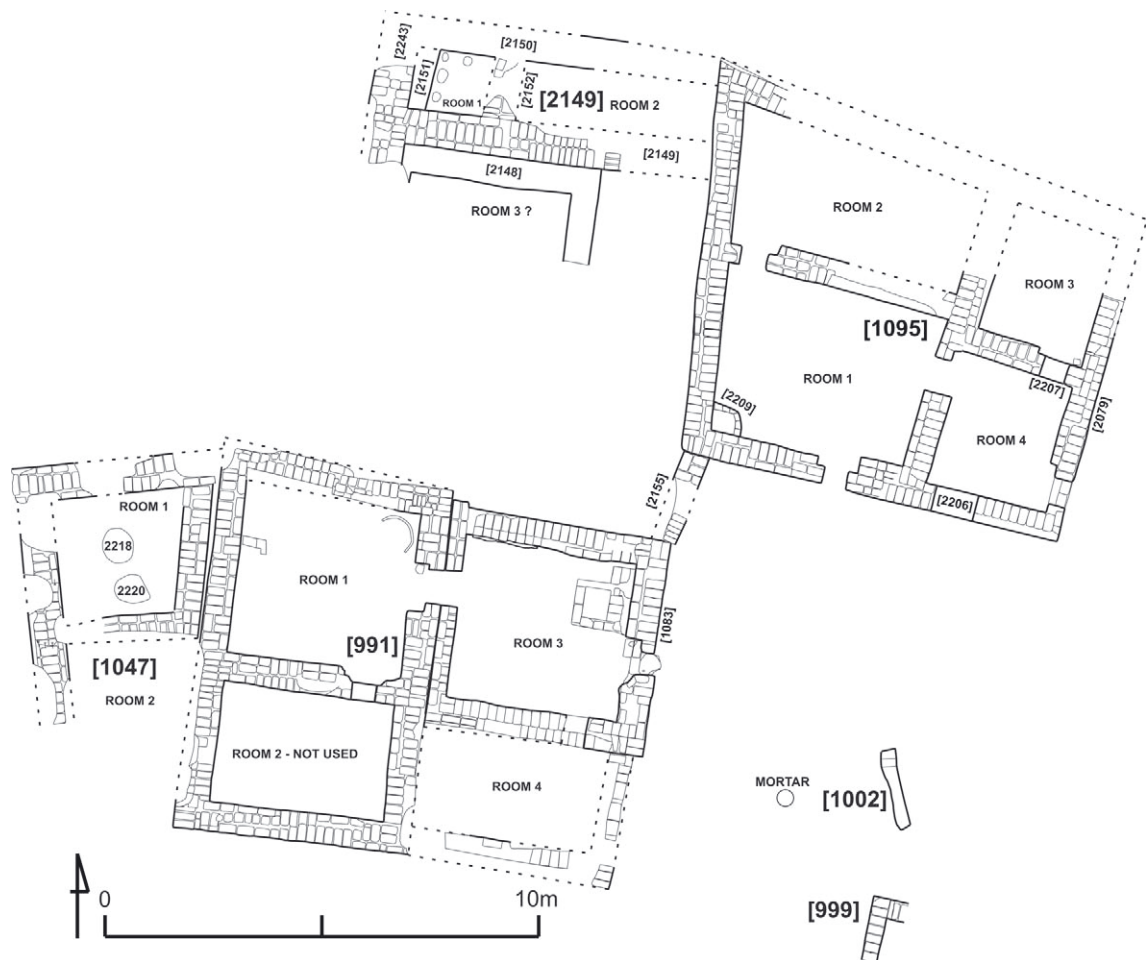 [2243]
[2150]
[2151]
[2152]
ROOM 1
[2149]
ROOM 2
[2149]
[2148]
ROOM 3 ?
ROOM 2
ROOM 3
[1095]
ROOM 1
[2207]
[2079]
[2209]
ROOM 4
[2206]
[2155]
ROOM 1
2218
2220
[1047]
ROOM 2
ROOM 1
[991]
ROOM 3
[1083]
ROOM 2 - NOT USED
ROOM 4
MORTAR
[1002]
[999]
0
10m